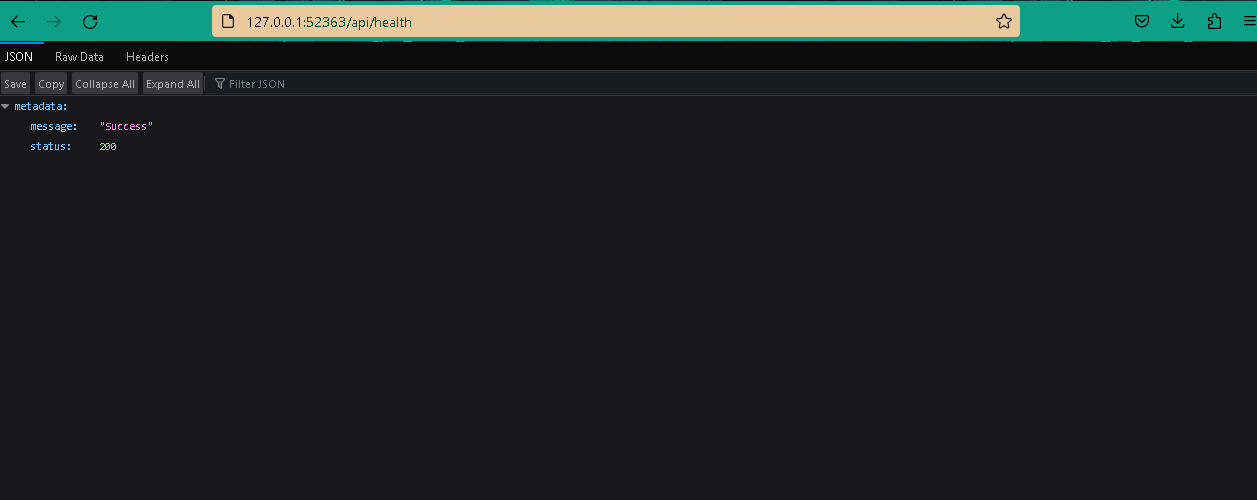 127.0.0.1:52363/api/health
JSON Raw Data Headers
Save Copy Collapse All Expand All Filter JSON
metadata:
message: "Success"
status: 200